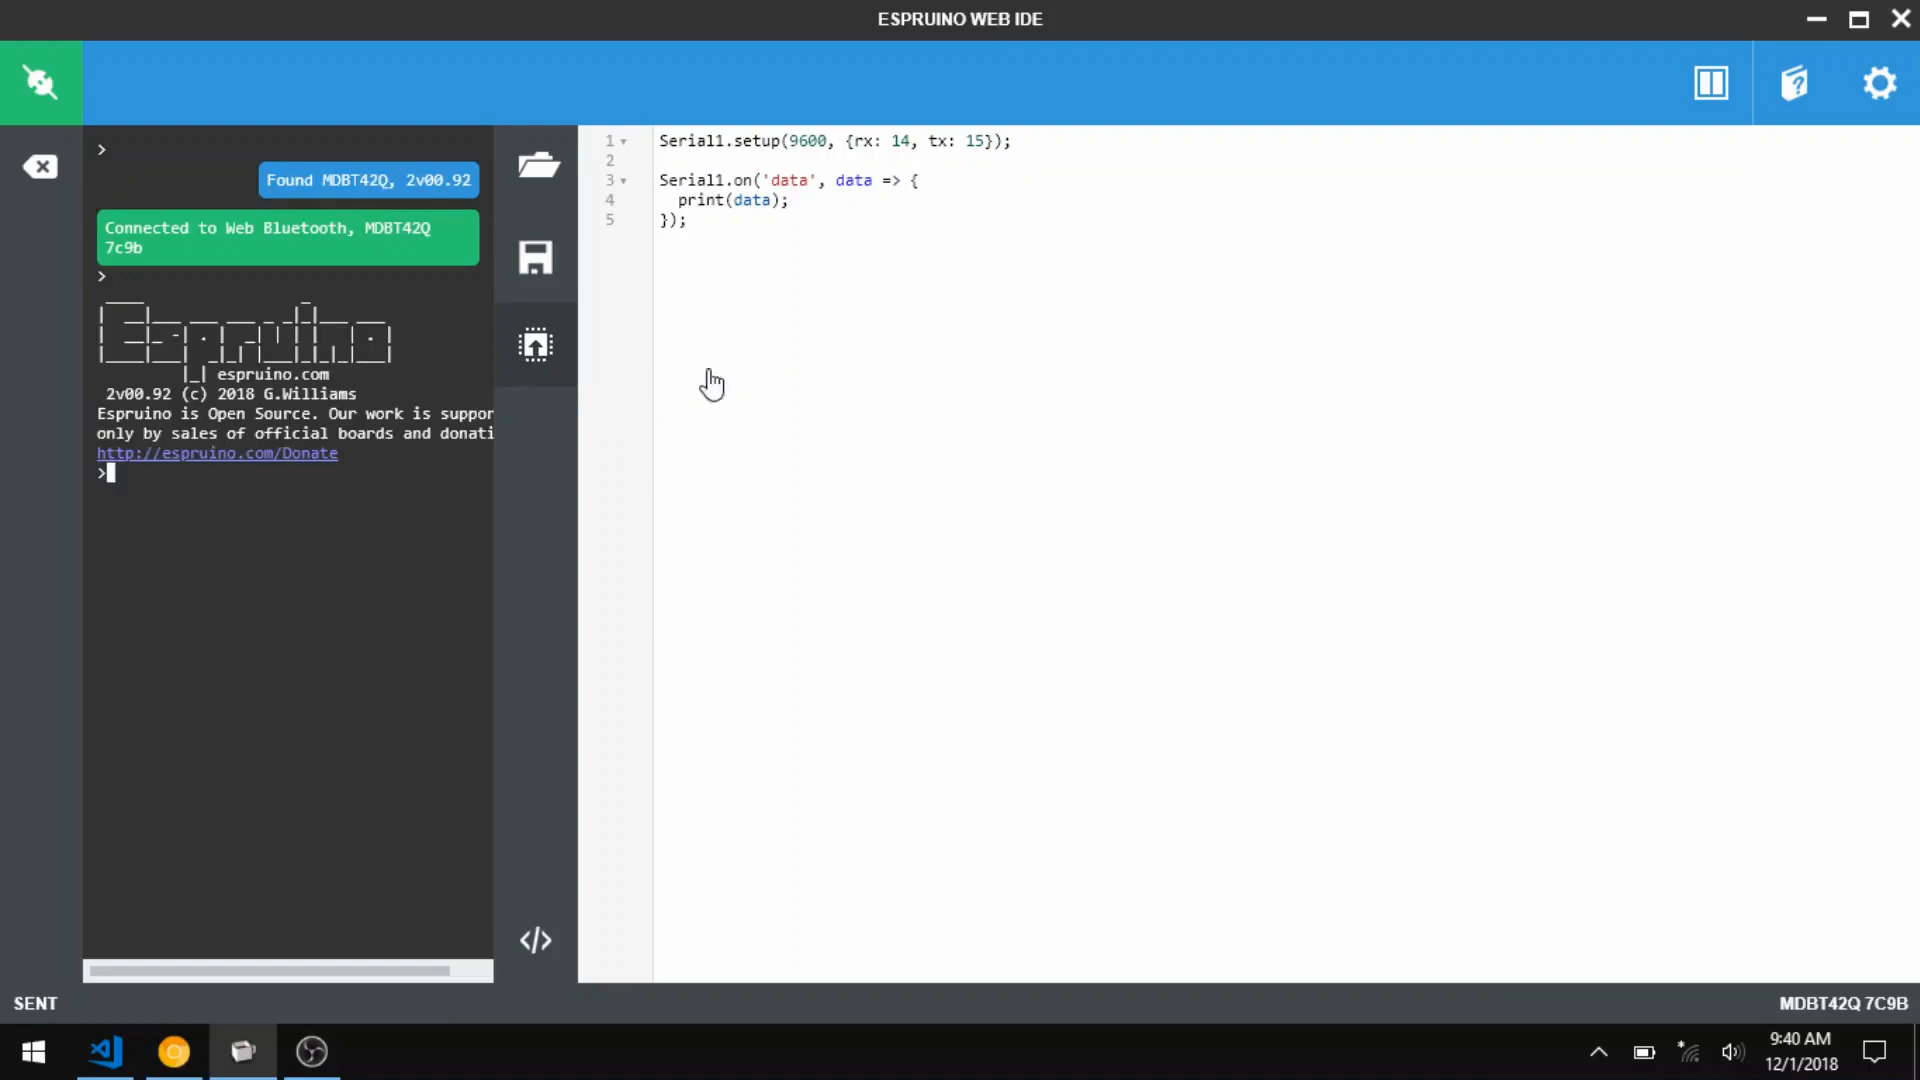 ESPRUINO WEB IDE
>
Found MDBT42Q, 2v00.92
Connected to Web Bluetooth, MDBT42Q
7c9b
>
Espruino
espruino.com
2v00.92 (c) 2018 G.Williams
Espruino is Open Source. Our work is suppor
only by sales of official boards and donati
http://espruino.com/Donate
>
1 Serial1.setup(9600, {rx: 14, tx: 15});
2
3 Serial1.on('data', data => {
4 print(data);
5 });
SENT
MDBT42Q 7C9B
9:40 AM
12/1/2018